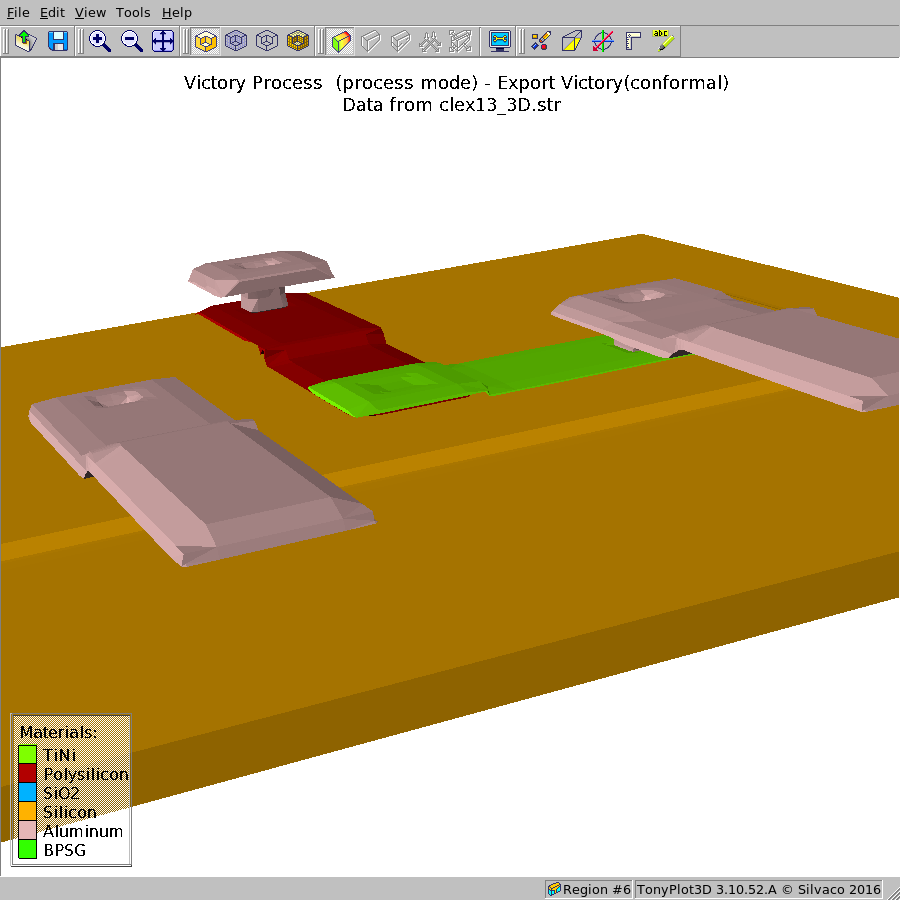 File Edit View Tools Help
abc
Victory Process (process mode) - Export Victory(conformal)
Data from clex13_3D.str
Materials:
TiNi
Polysilicon
SiO2
Silicon
Aluminum
BPSG
Region #6 TonyPlot3D 3.10.52.A © Silvaco 2016